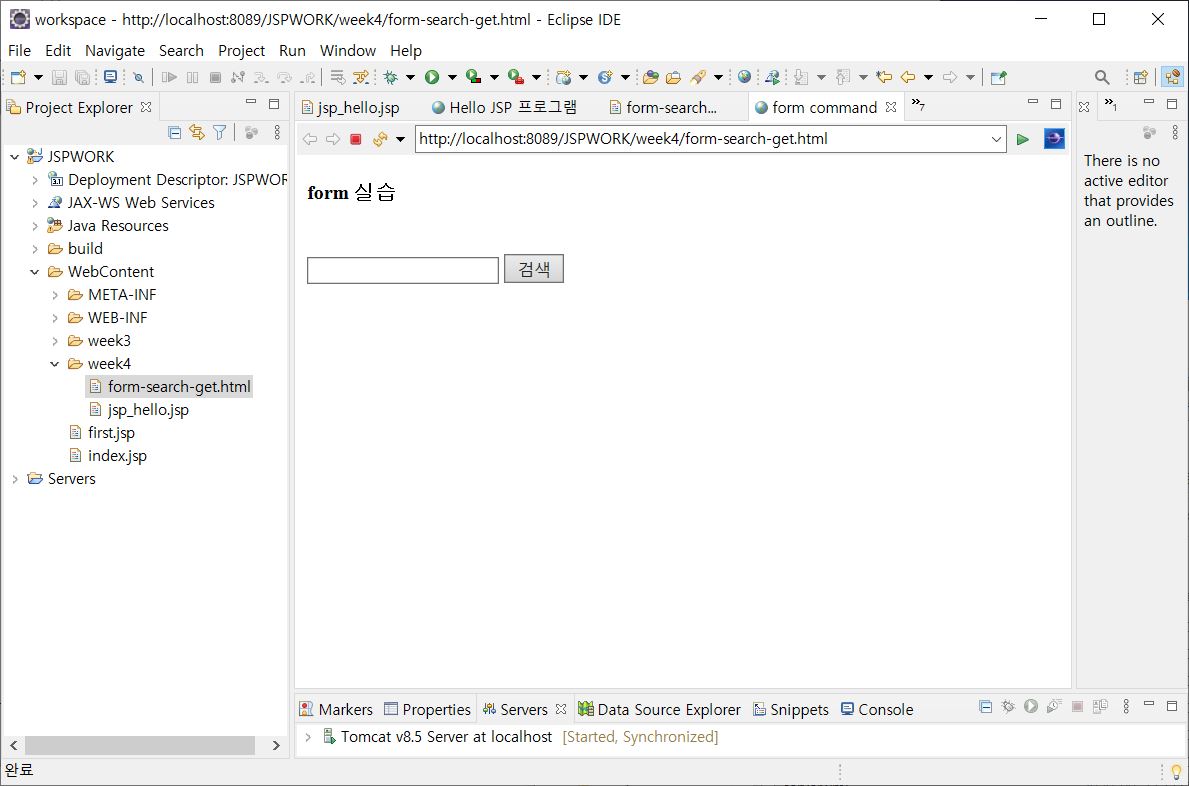 workspace - http://localhost:8089/JSPWORK/week4/form-search-get.html - Eclipse IDE
File Edit Navigate Search Project Run Window Help
Project Explorer
JSPWORK
Deployment Descriptor: JSPWOR
JAX-WS Web Services
Java Resources
build
WebContent
META-INF
WEB-INF
week3
week4
form-search-get.html
jsp_hello.jsp
first.jsp
index.jsp
Servers
jsp_hello.jsp Hello JSP 프로그램 form-search... form command »7
http://localhost:8089/JSPWORK/week4/form-search-get.html
form 실습
검색
»1
There is no
active editor
that provides
an outline.
Markers Properties Servers Data Source Explorer Snippets Console
Tomcat v8.5 Server at localhost [Started, Synchronized]
완료